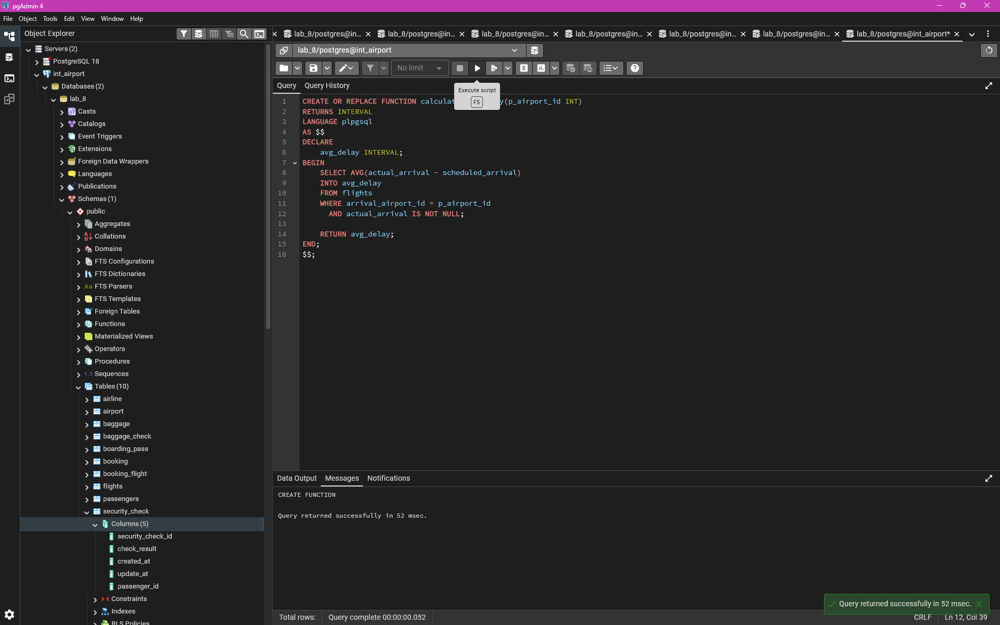 pgAdmin 4
File Object Tools Edit View Window Help
Object Explorer
lab_8/postgres@in... lab_8/postgres@in... lab_8/postgres@in... lab_8/postgres@in... lab_8/postgres@in... lab_8/postgres@in... lab_8/postgres@int_airport*
Servers (2)
PostgreSQL 18
int_airport
Databases (2)
lab_8
Casts
Catalogs
Event Triggers
Extensions
Foreign Data Wrappers
Languages
Publications
Schemas (1)
public
Aggregates
Collations
Domains
FTS Configurations
FTS Dictionaries
Aa FTS Parsers
FTS Templates
Foreign Tables
Functions
Materialized Views
Operators
Procedures
1..3 Sequences
Tables (10)
airline
airport
baggage
baggage_check
boarding_pass
booking
booking_flight
flights
passengers
security_check
Columns (5)
security_check_id
check_result
created_at
update_at
passenger_id
Constraints
Indexes
RLS Policies
lab_8/postgres@int_airport
No limit
E
Query Query History
Execute script
F5
1 CREATE OR REPLACE FUNCTION calculat y(p_airport_id INT)
2 RETURNS INTERVAL
3 LANGUAGE plpgsql
4 AS $$
5 DECLARE
6 avg_delay INTERVAL;
7 BEGIN
8 SELECT AVG(actual_arrival - scheduled_arrival)
9 INTO avg_delay
10 FROM flights
11 WHERE arrival_airport_id = p_airport_id
12 AND actual_arrival IS NOT NULL;
13
14 RETURN avg_delay;
15 END;
16 $$;
Data Output Messages Notifications
CREATE FUNCTION
Query returned successfully in 52 msec.
Query returned successfully in 52 msec.
Total rows: Query complete 00:00:00.052 CRLF Ln 12, Col 39